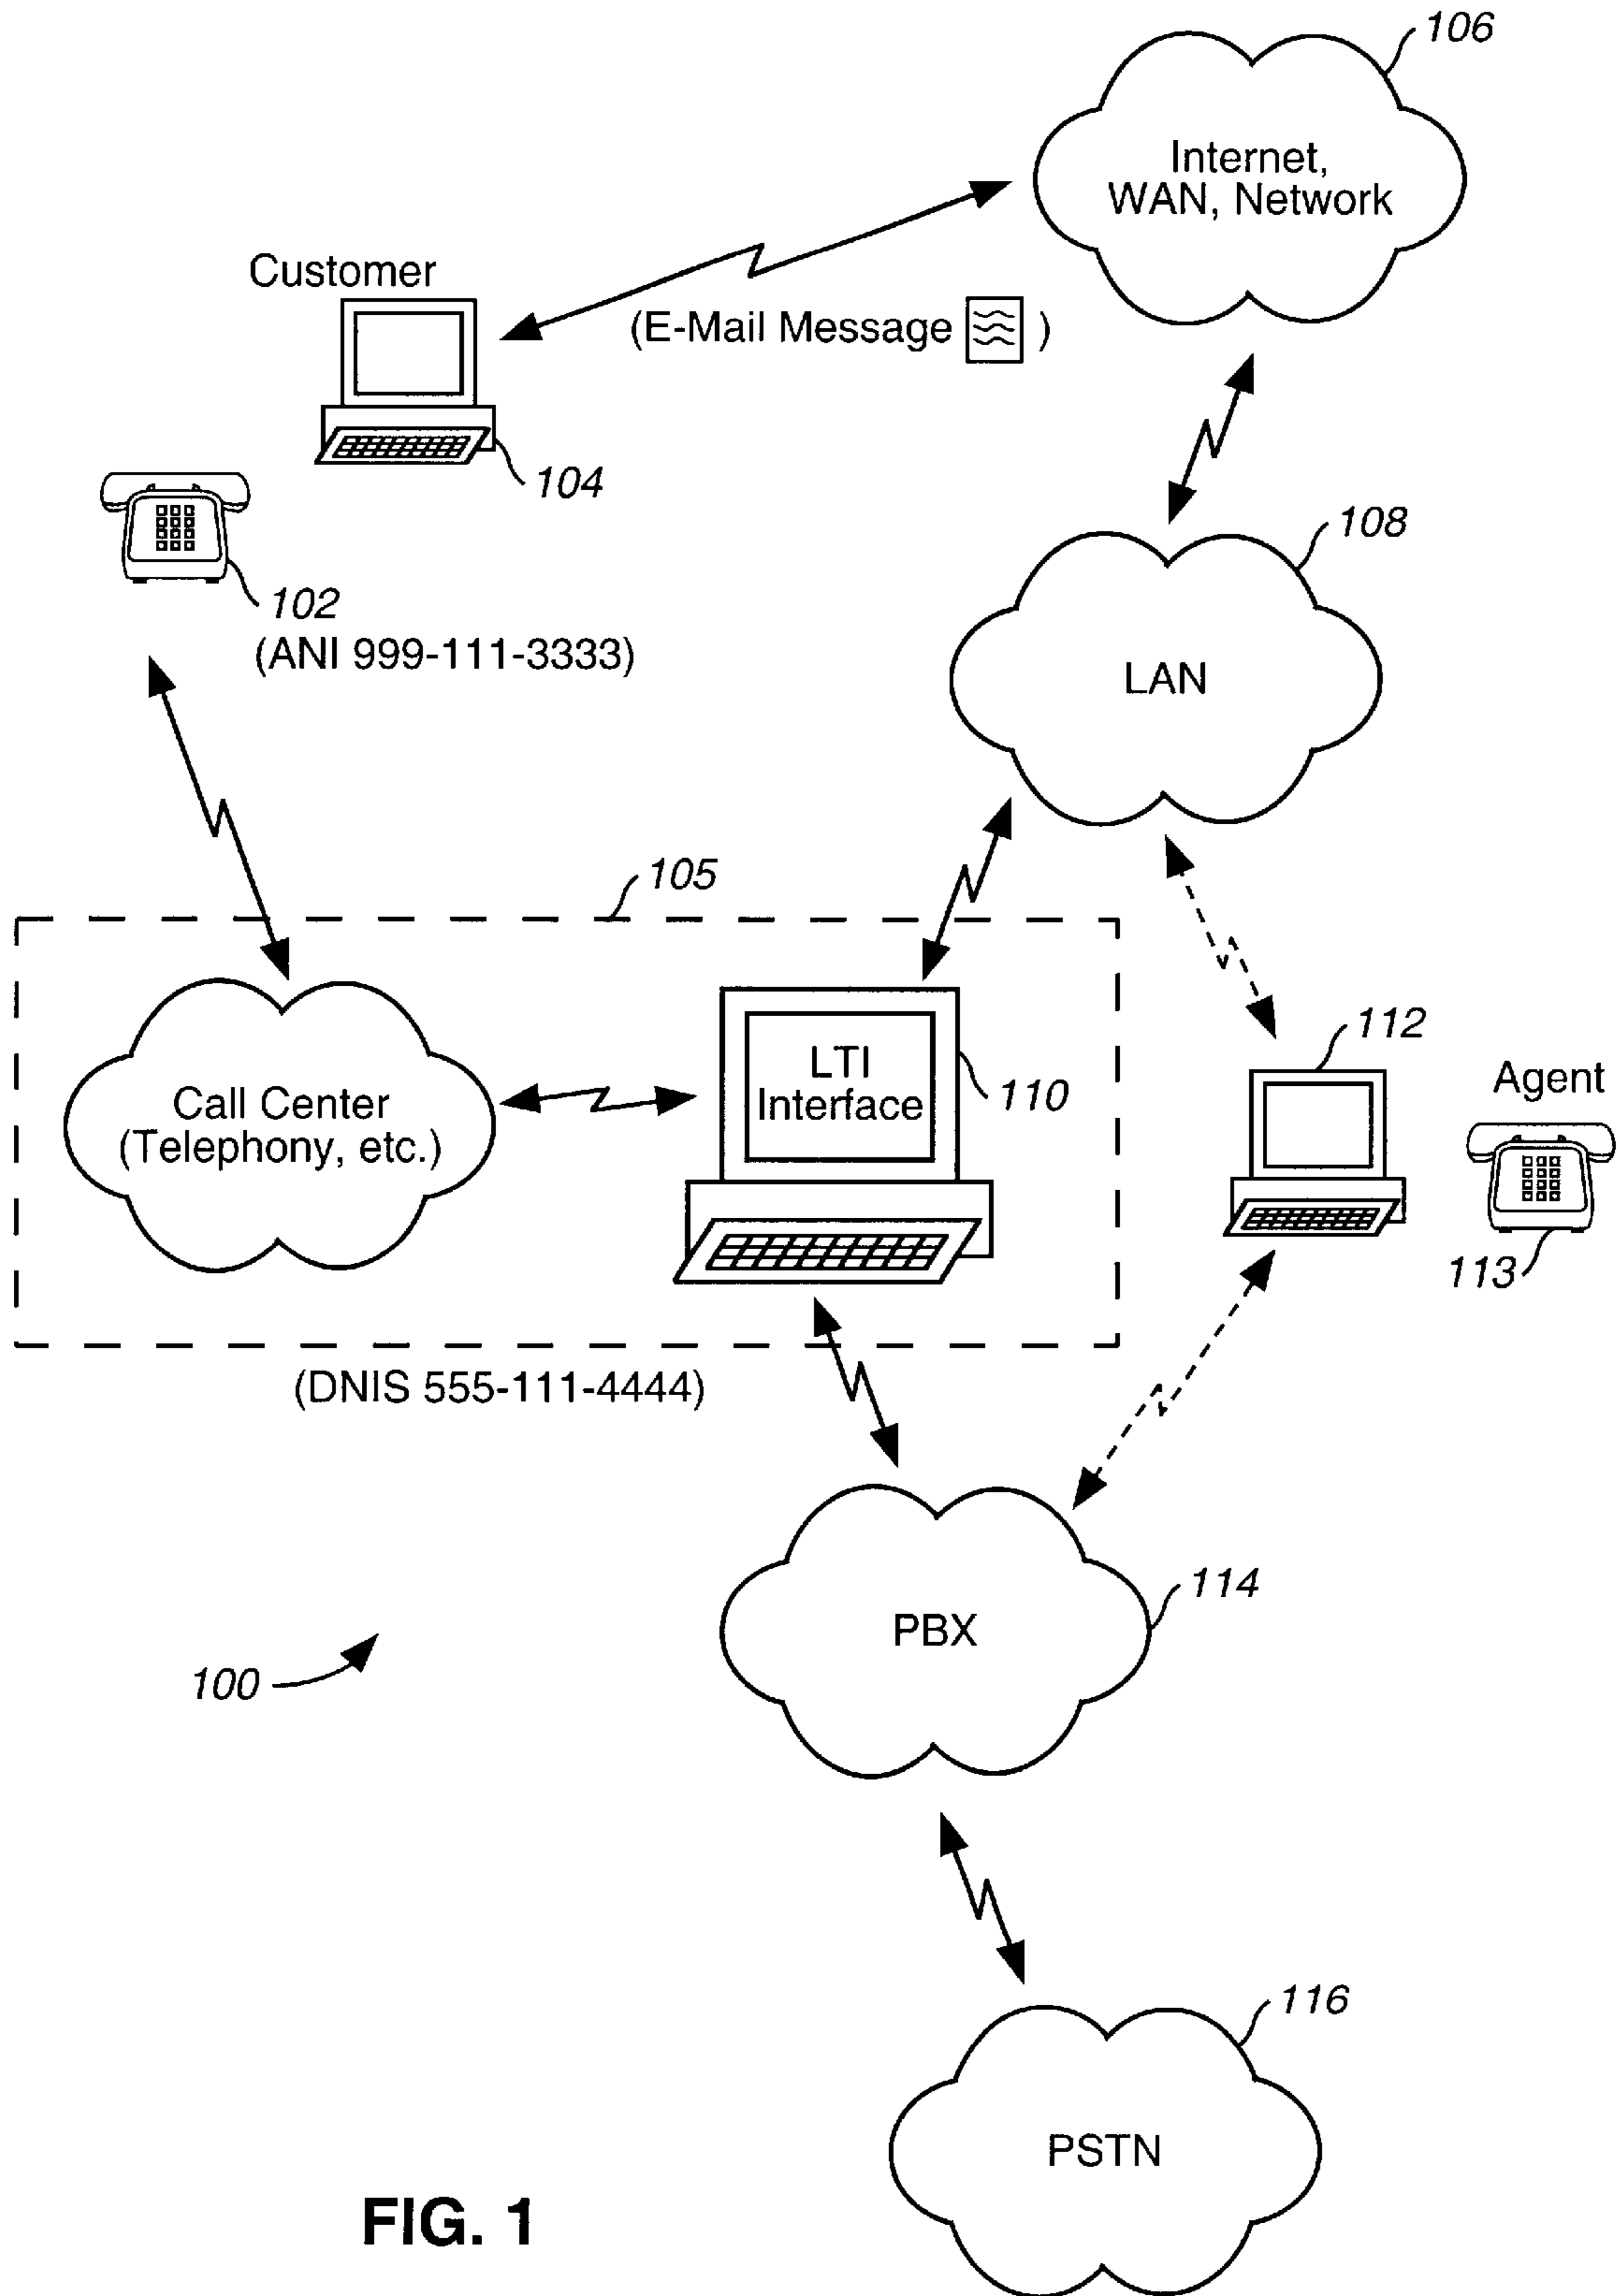 106
Internet,
WAN, Network
Customer
(E-Mail Message )
104
108
102
(ANI 999-111-3333)
LAN
105
112
Agent
LTI
Interface
110
Call Center
(Telephony, etc.)
113
(DNIS 555-111-4444)
114
PBX
100
116
PSTN
FIG. 1